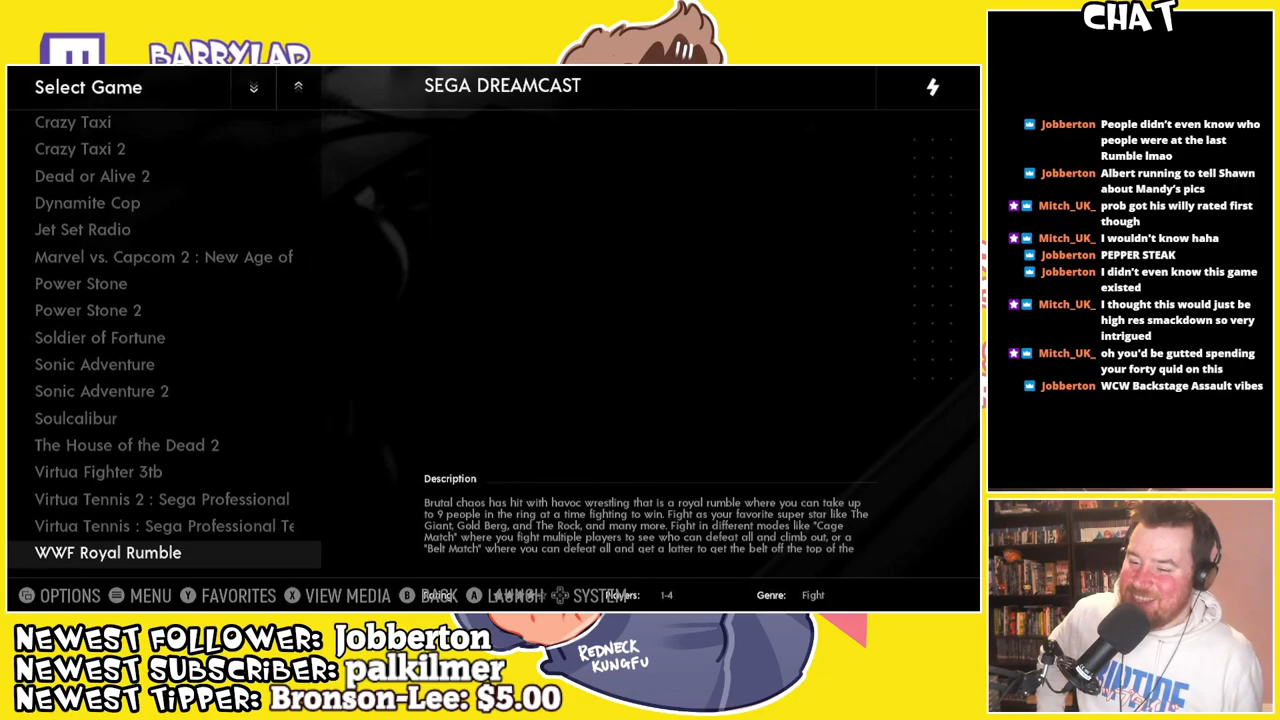 BARRYLAD
CHAT
Select Game
SEGA DREAMCAST
Crazy Taxi
Crazy Taxi 2
Dead or Alive 2
Dynamite Cop
Jet Set Radio
Marvel vs. Capcom 2 : New Age of
Power Stone
Power Stone 2
Soldier of Fortune
Sonic Adventure
Sonic Adventure 2
Soulcalibur
The House of the Dead 2
Virtua Fighter 3tb
Virtua Tennis 2 : Sega Professional
Virtua Tennis : Sega Professional Te
WWF Royal Rumble
Description
Brutal chaos has hit with havoc wrestling that is a royal rumble where you can take up
to 9 people in the ring at a time fighting to win. Fight as your favorite super star like The
Giant, Gold Berg, and The Rock, and many more. Fight in different modes like "Cage
Match" where you fight multiple players to see who can defeat all and climb out, or a
"Belt Match" where you can defeat all and get a latter to get the belt off the top of the
OPTIONS MENU Y FAVORITES X VIEW MEDIA B BACK A LAUNCH SYSTEM
Rating: Players: 1-4 Genre: Fight
Jobberton People didn't even know who
people were at the last
Rumble lmao
Jobberton Albert running to tell Shawn
about Mandy's pics
Mitch_UK_ prob got his willy rated first
though
Mitch_UK_ I wouldn't know haha
Jobberton PEPPER STEAK
Jobberton I didn't even know this game
existed
Mitch_UK_ I thought this would just be
high res smackdown so very
intrigued
Mitch_UK_ oh you'd be gutted spending
your forty quid on this
Jobberton WCW Backstage Assault vibes
REDNECK
KUNGFU
NEWEST FOLLOWER: Jobberton
NEWEST SUBSCRIBER: palkilmer
NEWEST TIPPER: Bronson-Lee: $5.00
RIPTIDE